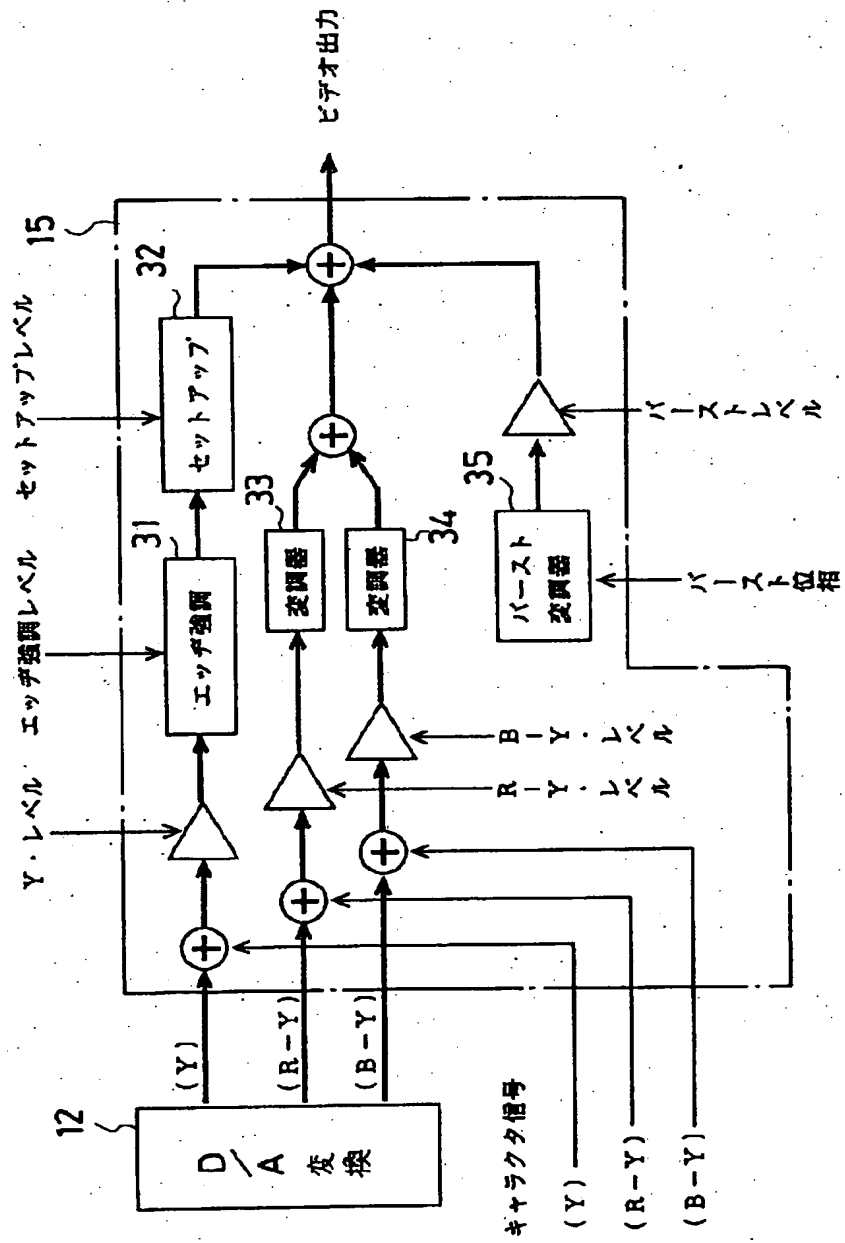 Y・レベル
エッヂ強調レベル
セットアップレベル
15
12
D/A
変換
(Y)
(R-Y)
(B-Y)
31
エッヂ強調
32
セットアップ
33
変調器
34
変調器
35
バースト
変調器
R-Y・レベル
B-Y・レベル
バースト位相
バーストレベル
ビデオ出力
キャラクタ信号
(Y)
(R-Y)
(B-Y)